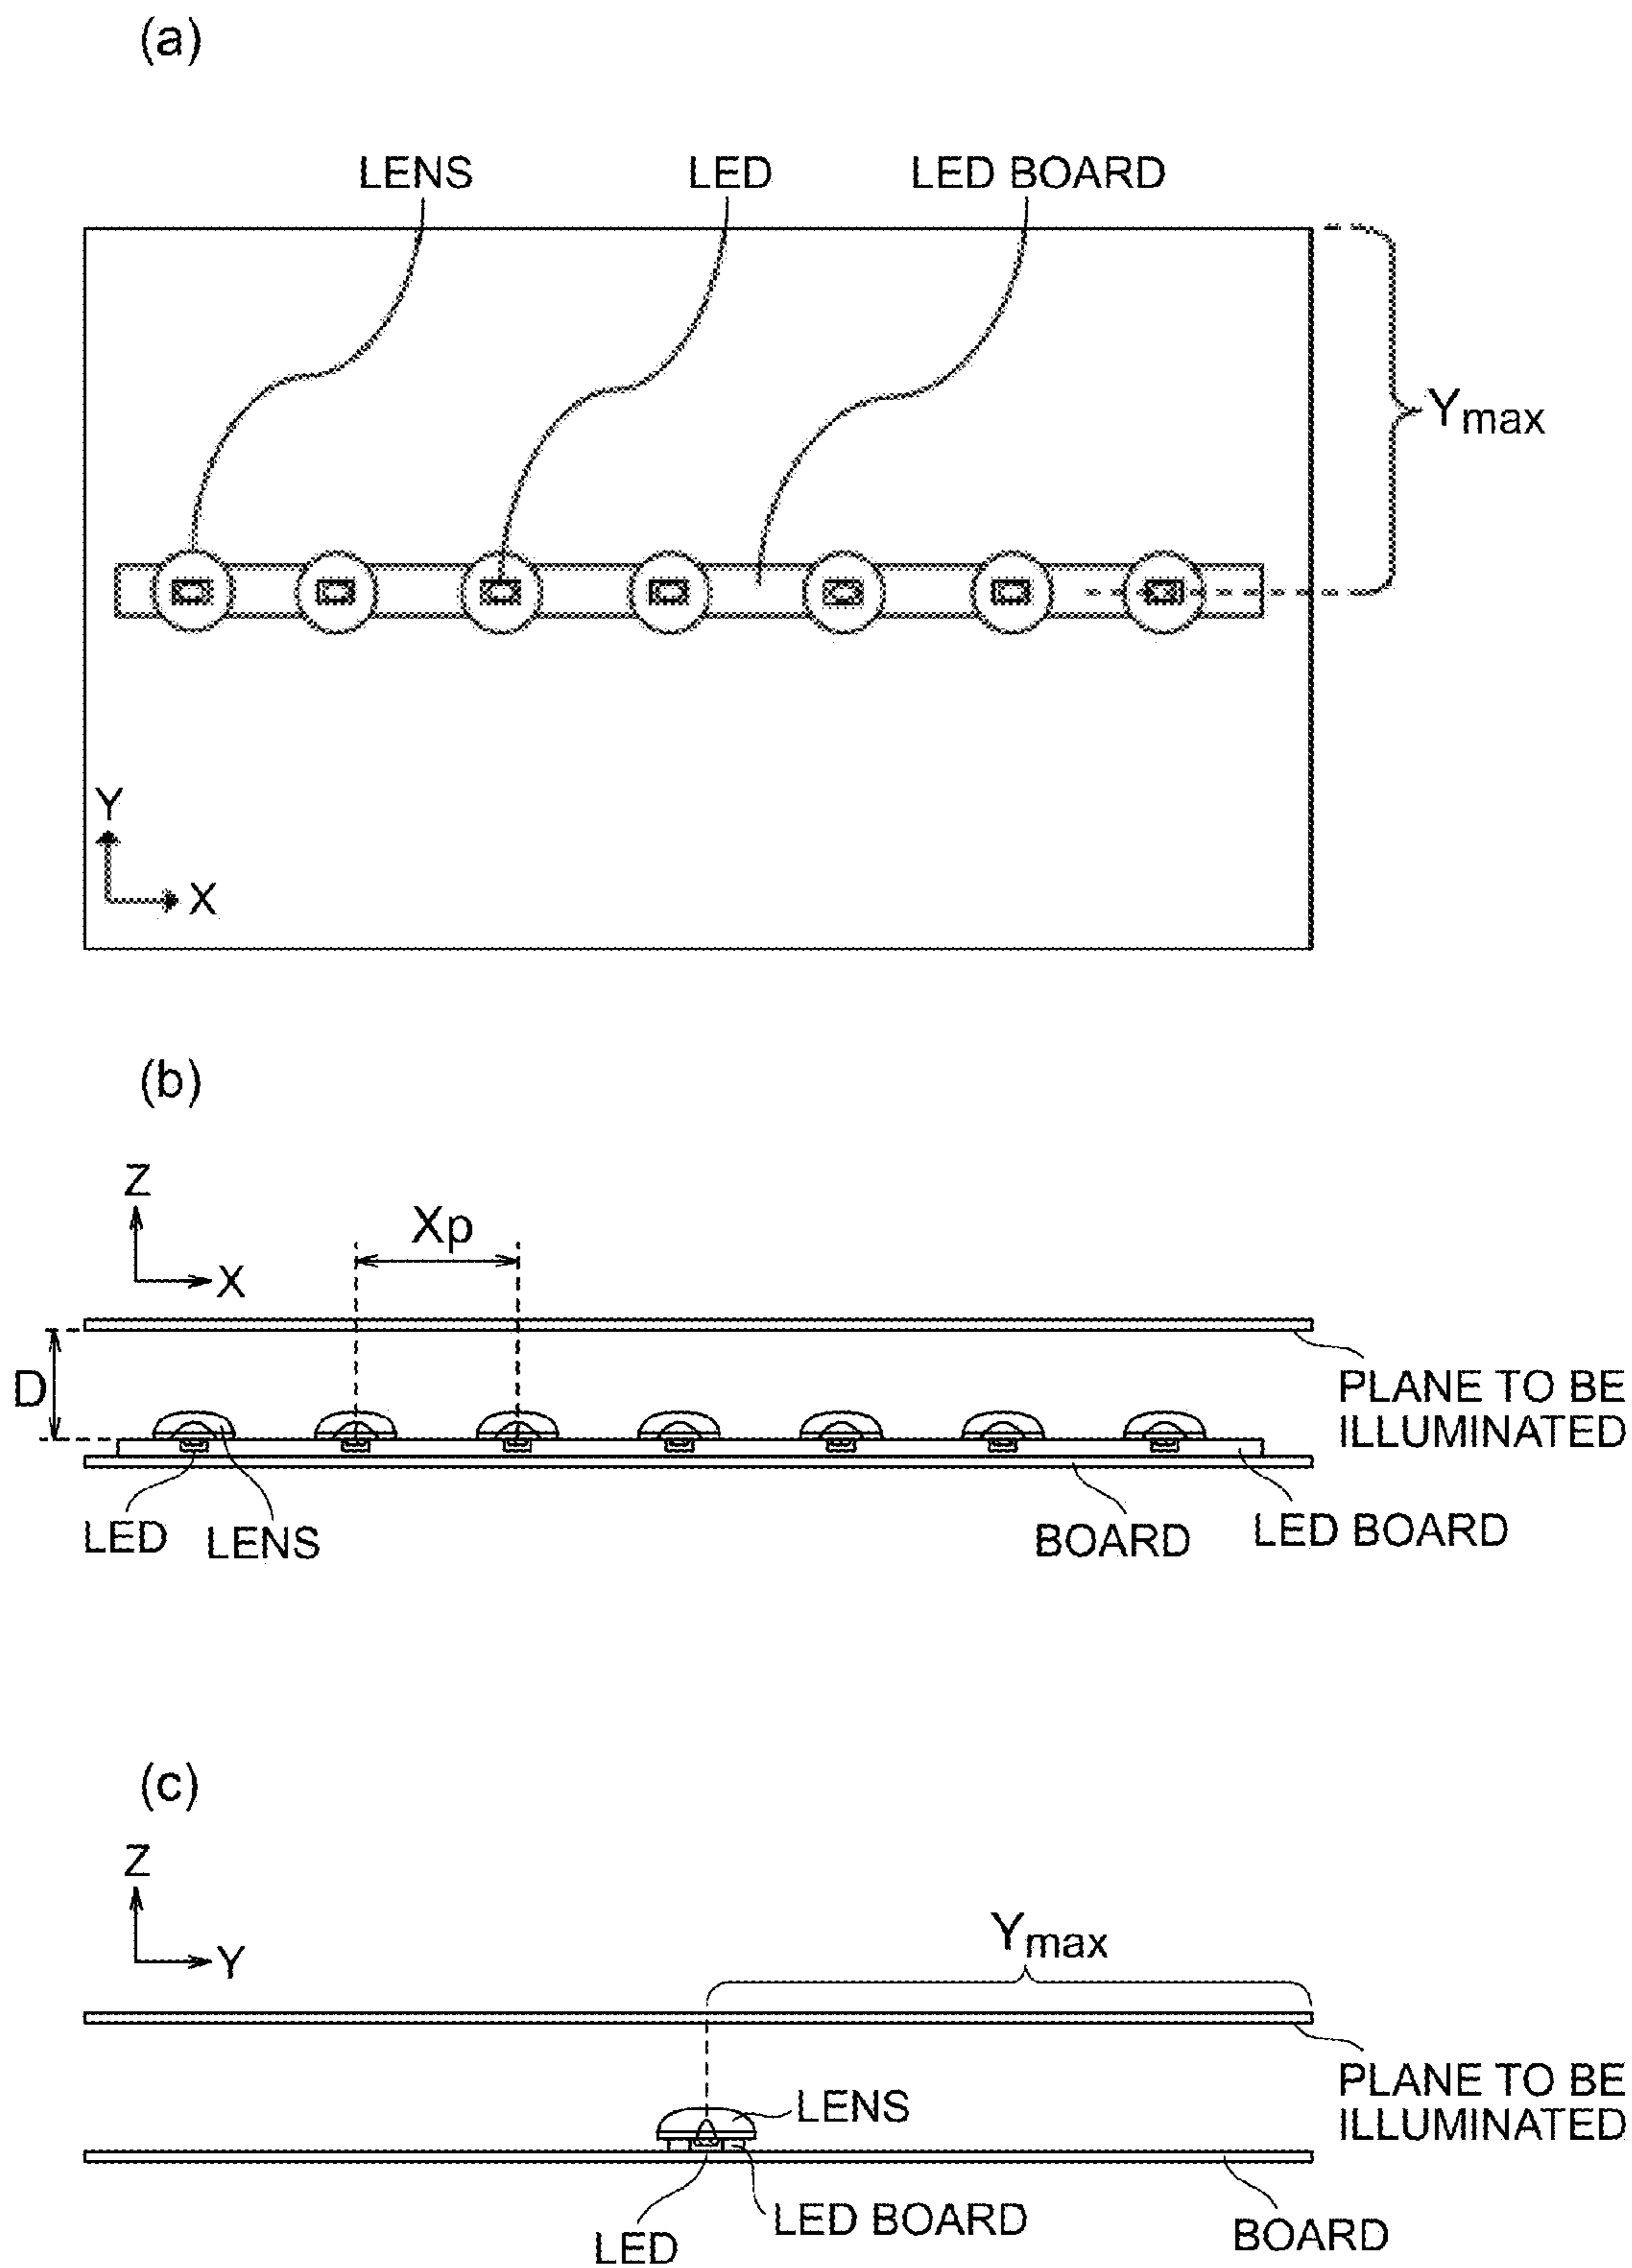 (a)
LENS LED LED BOARD
Ymax
Y
X
(b)
Z
Xp
X
D
PLANE TO BE
ILLUMINATED
LED LENS BOARD LED BOARD
(c)
Z
Ymax
Y
PLANE TO BE
ILLUMINATED
LENS
LED BOARD BOARD
LED